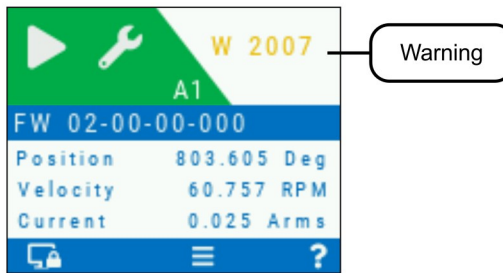 W 2007
Warning
A1
FW 02-00-00-000
Position 803.605 Deg
Velocity 60.757 RPM
Current 0.025 Arms
?